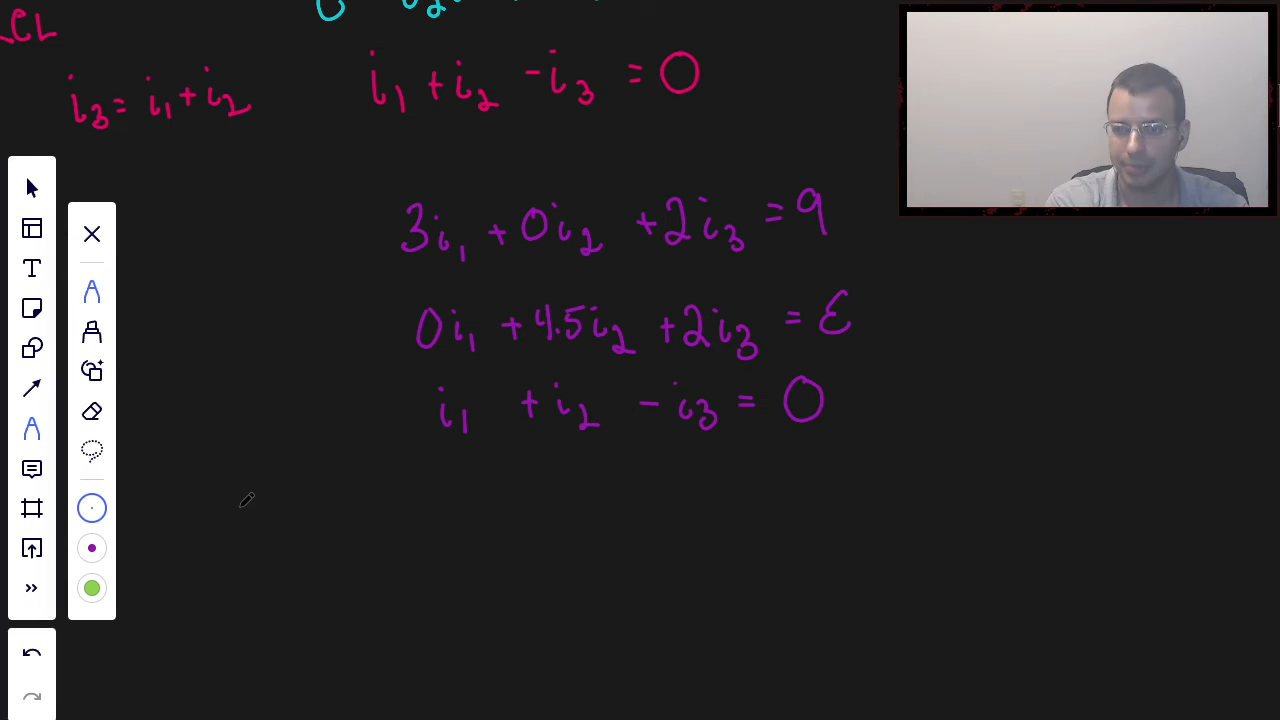 i₁ + i₂ - i₃ = 0
i₃ = i₁ + i₂
3i₁ + 0i₂ + 2i₃ = 9
0i₁ + 4.5i₂ + 2i₃ = ε
i₁ + i₂ - i₃ = 0